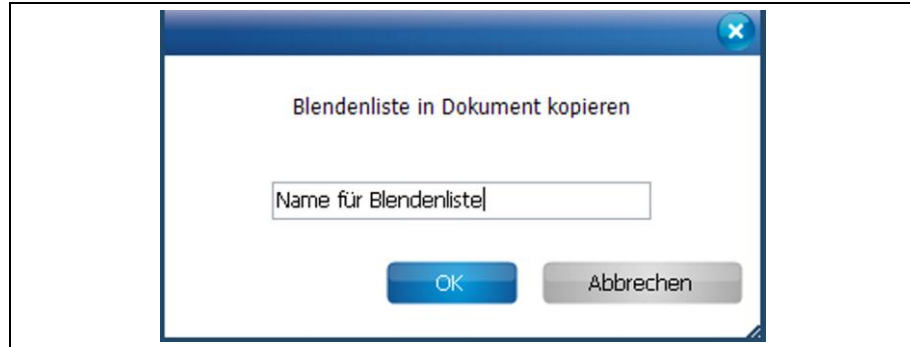 Blendenliste in Dokument kopieren
Name für Blendenliste
OK
Abbrechen